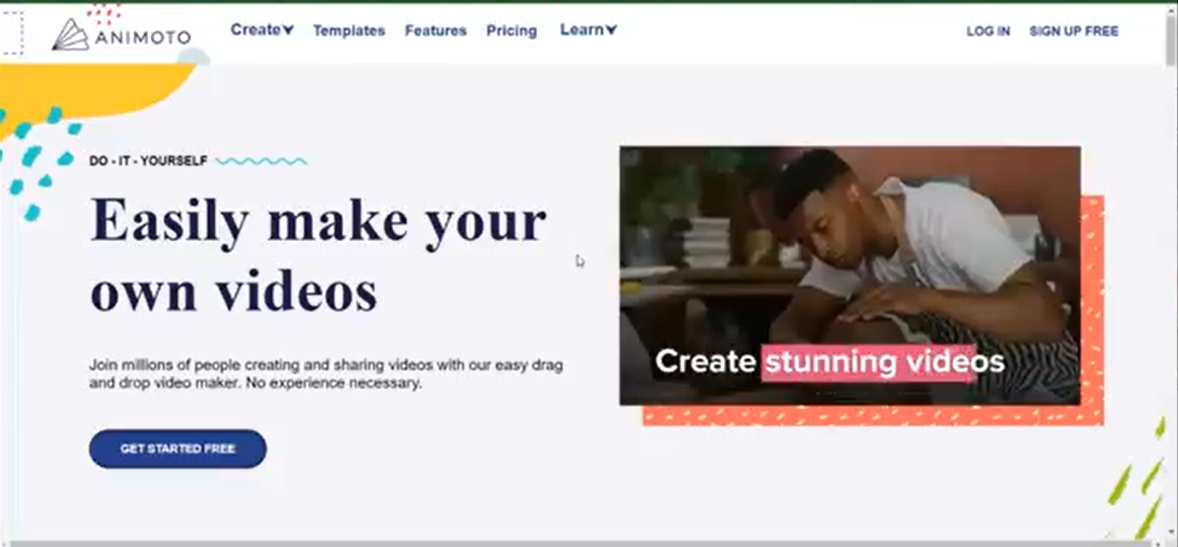 ANIMOTO
Create Templates Features Pricing Learn
LOG IN SIGN UP FREE
DO - IT - YOURSELF
Easily make your
own videos
Join millions of people creating and sharing videos with our easy drag
and drop video maker. No experience necessary.
GET STARTED FREE
Create stunning videos